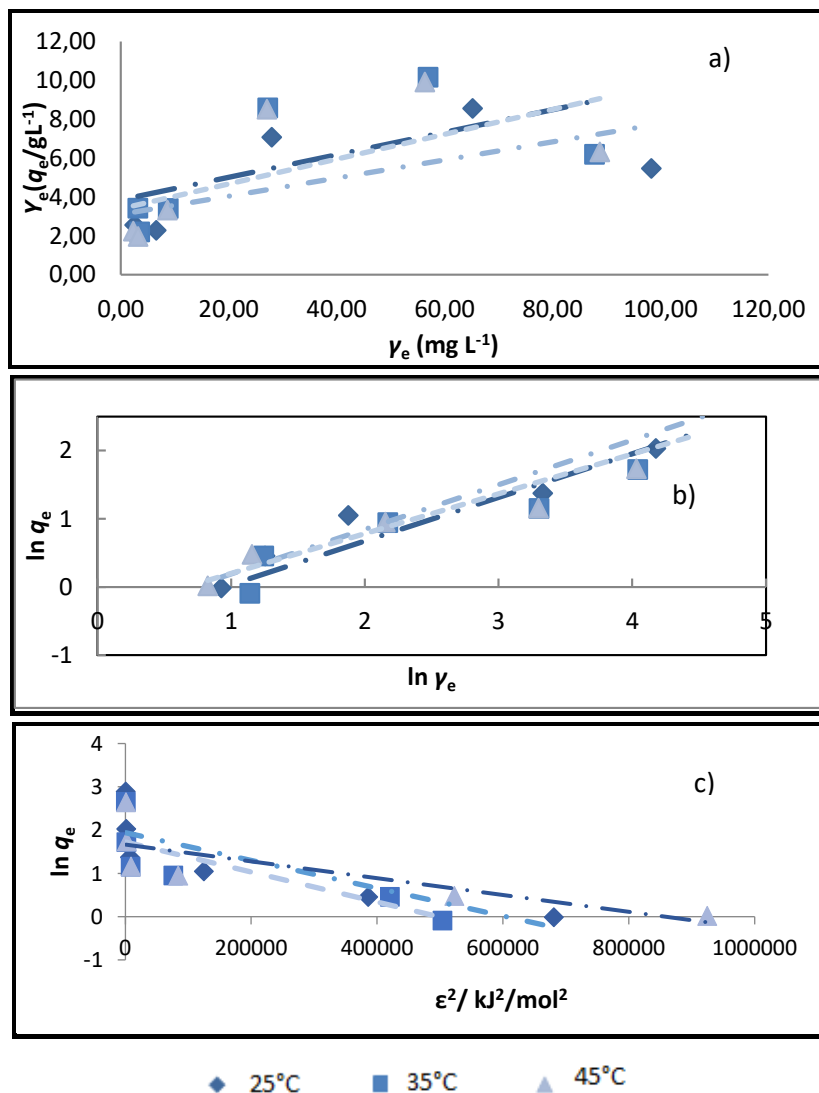 a)
Yₑ(qₑ/gL⁻¹)
12,00
10,00
8,00
6,00
4,00
2,00
0,00
0,00 20,00 40,00 60,00 80,00 100,00 120,00
γₑ (mg L⁻¹)
b)
ln qₑ
2
1
0
-1
0 1 2 3 4 5
ln γₑ
c)
ln qₑ
4
3
2
1
0
-1
0 200000 400000 600000 800000 1000000
ε²/ kJ²/mol²
25°C 35°C 45°C